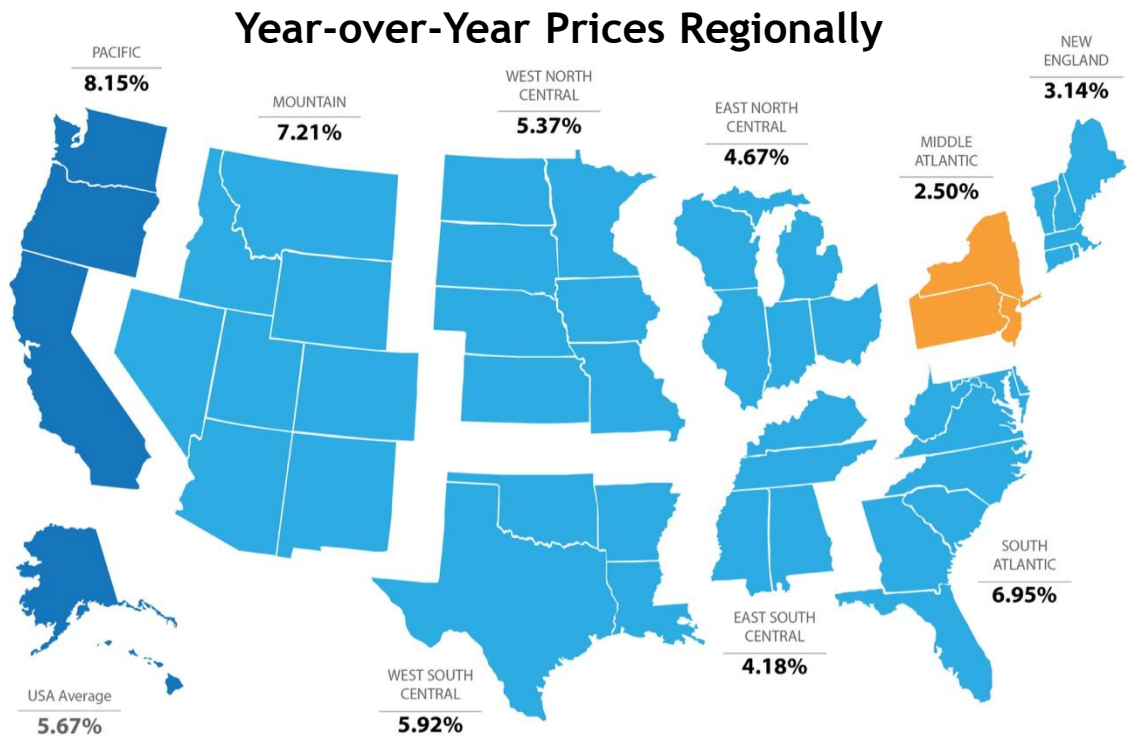 Year-over-Year Prices Regionally
PACIFIC
8.15%
MOUNTAIN
7.21%
WEST NORTH
CENTRAL
5.37%
EAST NORTH
CENTRAL
4.67%
MIDDLE
ATLANTIC
2.50%
NEW
ENGLAND
3.14%
SOUTH
ATLANTIC
6.95%
EAST SOUTH
CENTRAL
4.18%
WEST SOUTH
CENTRAL
5.92%
USA Average
5.67%